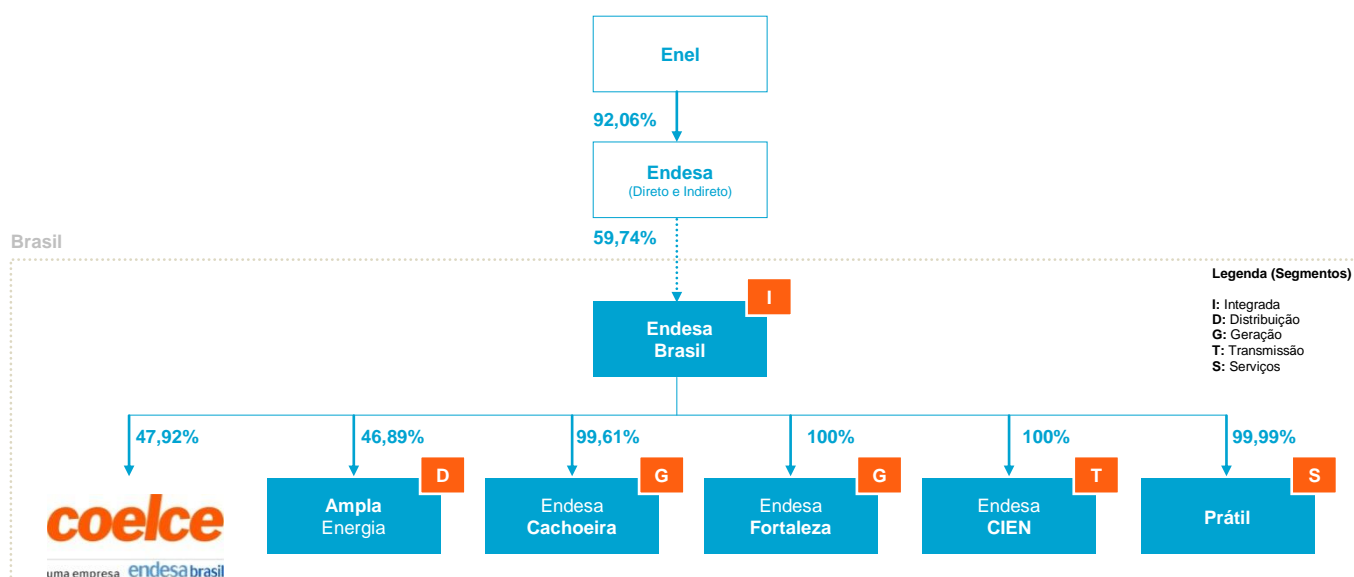 Enel
92,06%
Endesa
(Direto e Indireto)
59,74%
Brasil
Legenda (Segmentos)
I: Integrada
D: Distribuição
G: Geração
T: Transmissão
S: Serviços
I
Endesa
Brasil
47,92%
46,89%
99,61%
100%
100%
99,99%
coelce
uma empresa endesabrasil
D
Ampla
Energia
G
Endesa
Cachoeira
G
Endesa
Fortaleza
T
Endesa
CIEN
S
Prátil